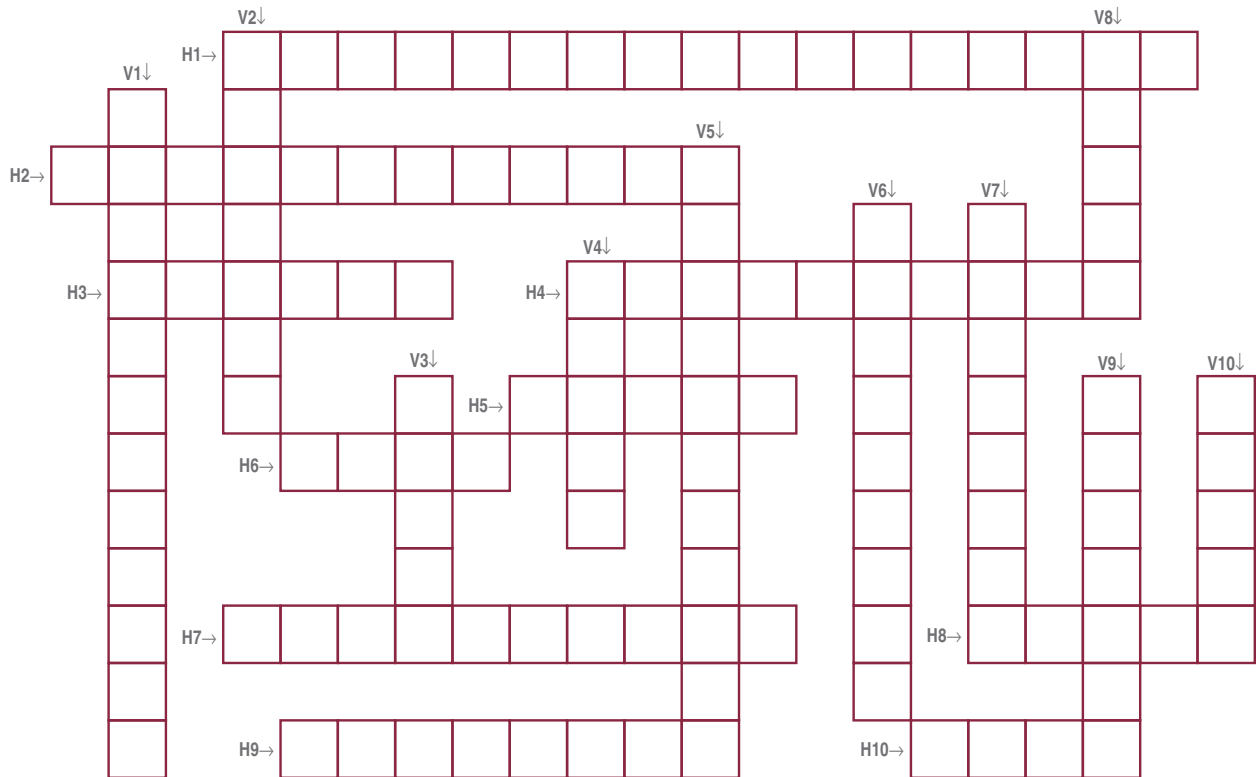 V2↓ V8↓
H1→
V1↓
V5↓
H2→
V6↓ V7↓
V4↓
H3→ H4→
V3↓ V9↓ V10↓
H5→
H6→
H7→ H8→
H9→ H10→